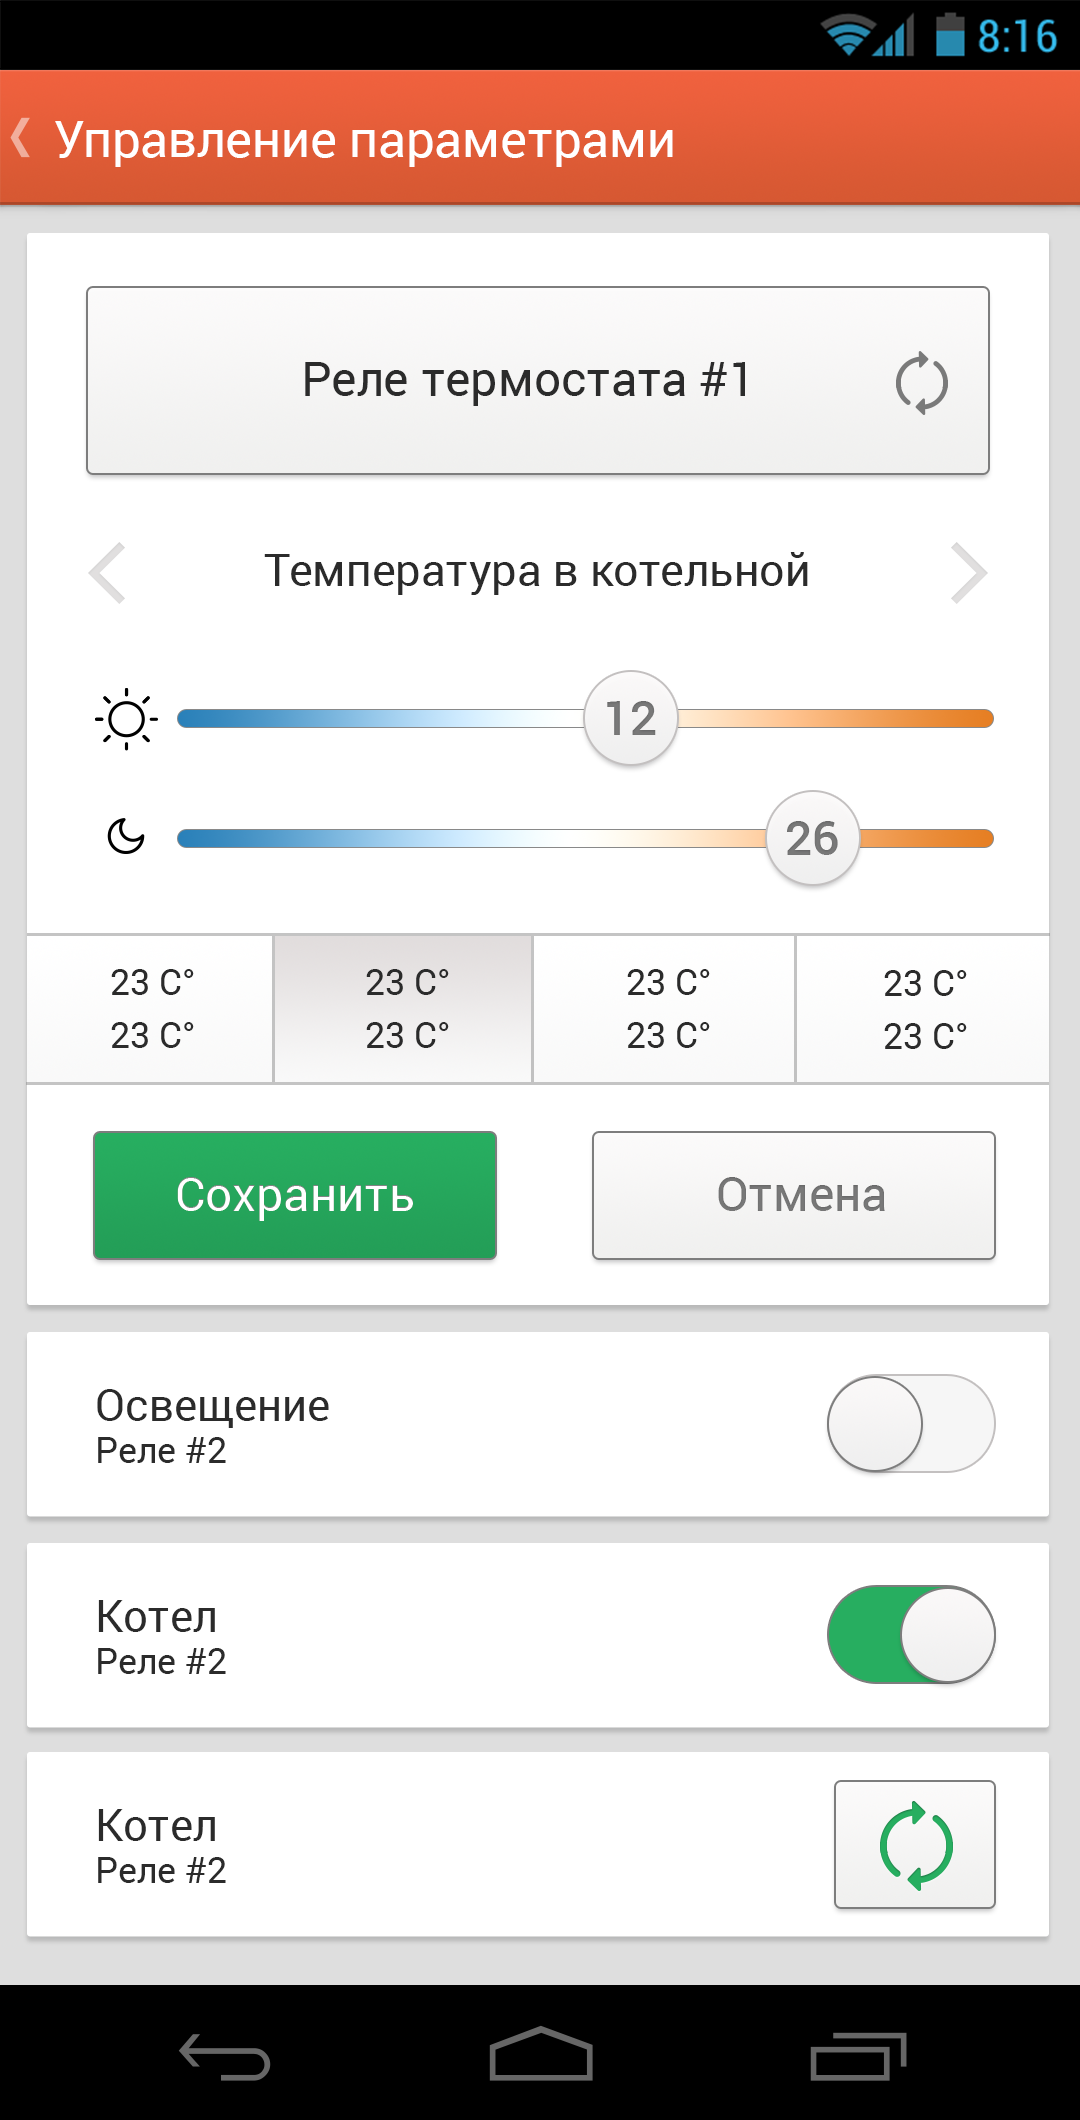 8:16
Управление параметрами
Реле термостата #1
Температура в котельной
12
26
23 C° 23 C° 23 C° 23 C°
23 C° 23 C° 23 C° 23 C°
Сохранить Отмена
Освещение
Реле #2
Котел
Реле #2
Котел
Реле #2